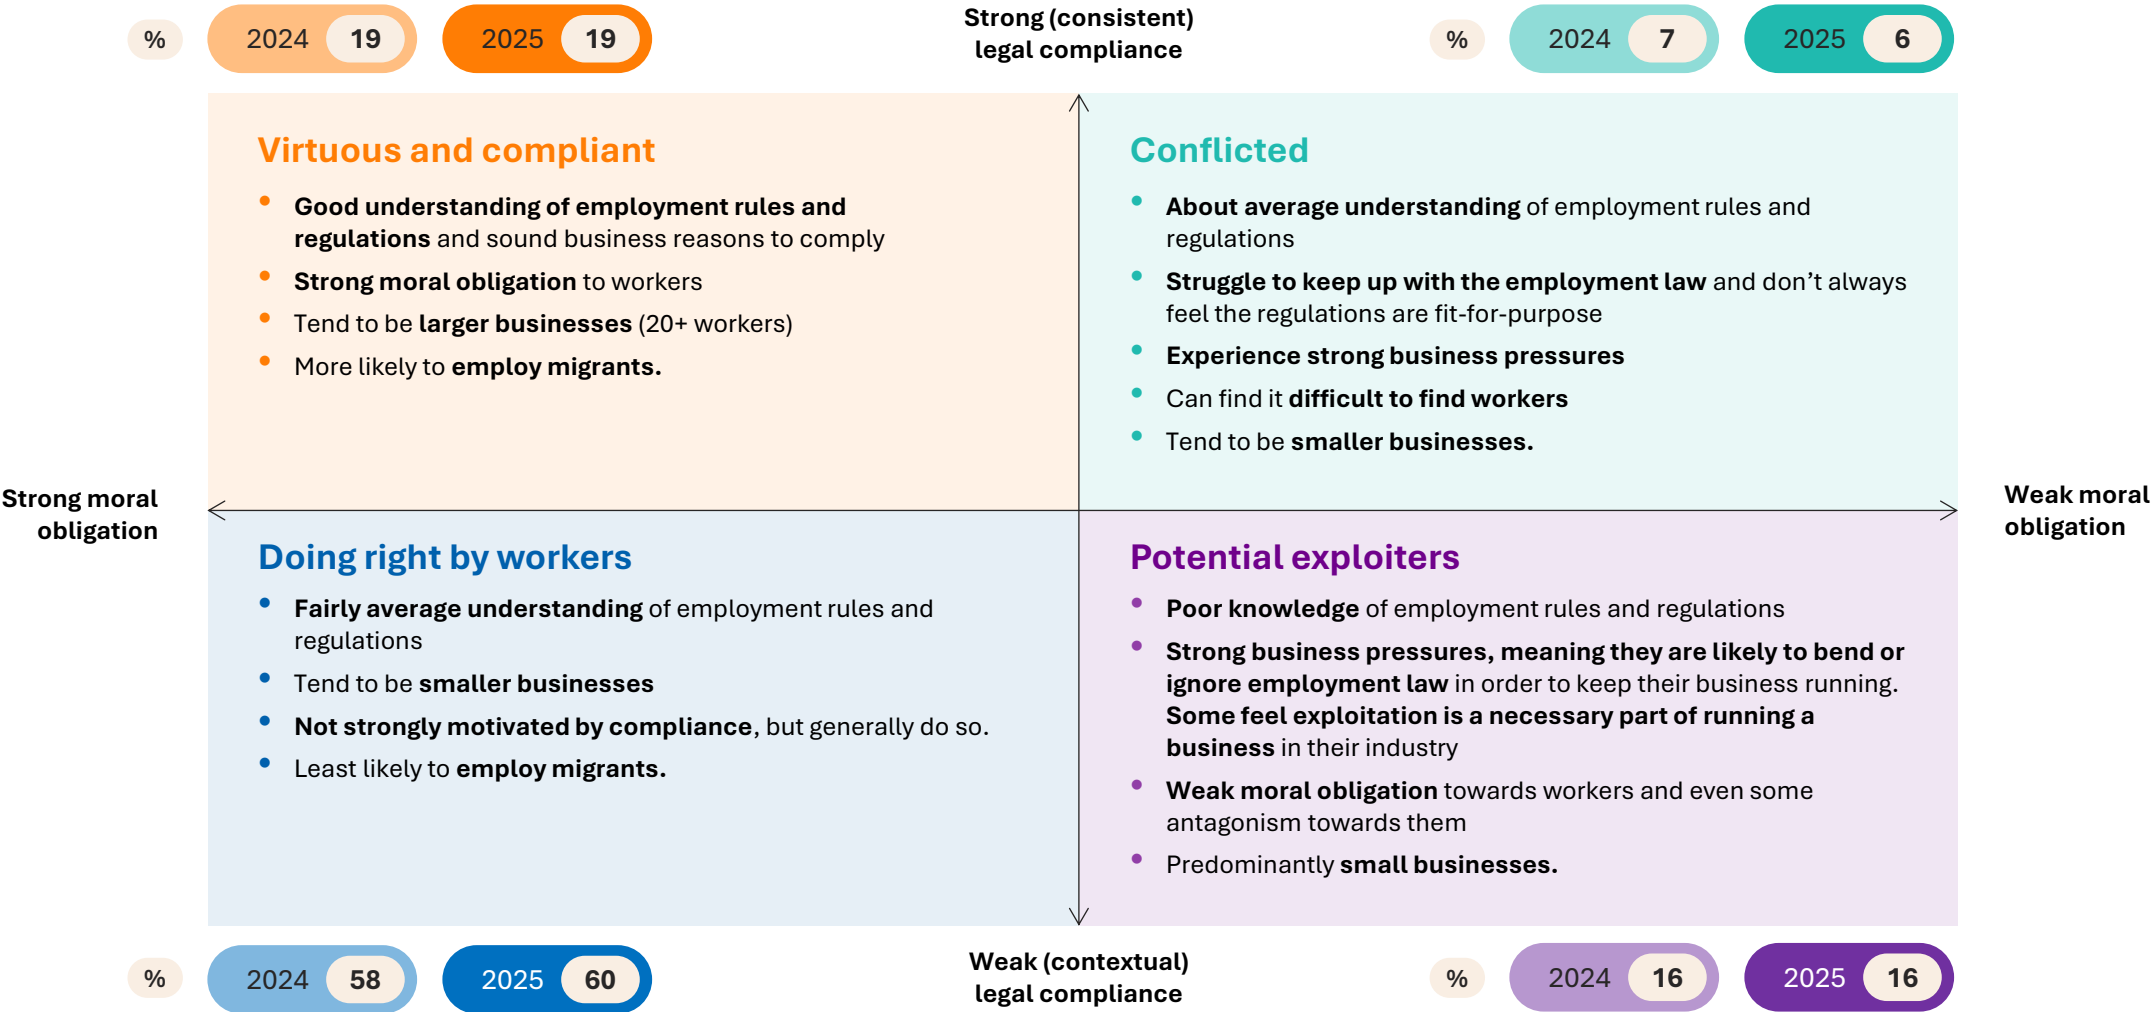 % 2024 19 2025 19
Strong (consistent)
legal compliance
% 2024 7 2025 6
Virtuous and compliant
• Good understanding of employment rules and
regulations and sound business reasons to comply
• Strong moral obligation to workers
• Tend to be larger businesses (20+ workers)
• More likely to employ migrants.
Conflicted
• About average understanding of employment rules and
regulations
• Struggle to keep up with the employment law and don’t always
feel the regulations are fit-for-purpose
• Experience strong business pressures
• Can find it difficult to find workers
• Tend to be smaller businesses.
Strong moral
obligation
Weak moral
obligation
Doing right by workers
• Fairly average understanding of employment rules and
regulations
• Tend to be smaller businesses
• Not strongly motivated by compliance, but generally do so.
• Least likely to employ migrants.
Potential exploiters
• Poor knowledge of employment rules and regulations
• Strong business pressures, meaning they are likely to bend or
ignore employment law in order to keep their business running.
Some feel exploitation is a necessary part of running a
business in their industry
• Weak moral obligation towards workers and even some
antagonism towards them
• Predominantly small businesses.
% 2024 58 2025 60
Weak (contextual)
legal compliance
% 2024 16 2025 16